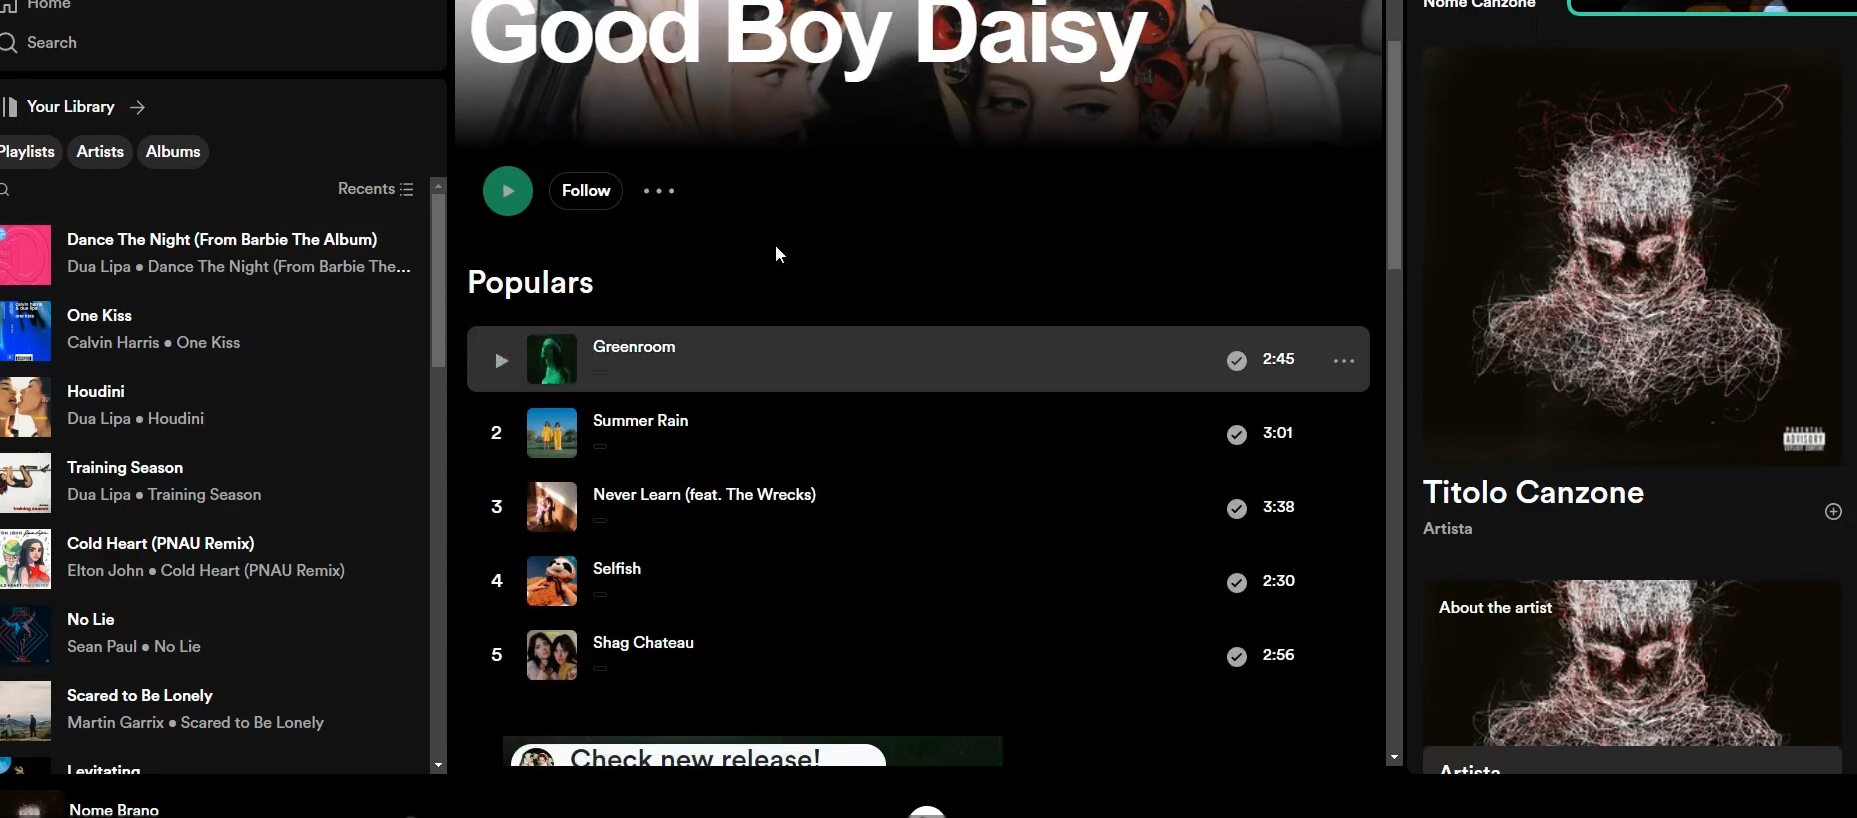 Home
Search
Your Library
Playlists
Artists
Albums
Recents
Dance The Night (From Barbie The Album)
Dua Lipa • Dance The Night (From Barbie The...
One Kiss
Calvin Harris • One Kiss
Houdini
Dua Lipa • Houdini
Training Season
Dua Lipa • Training Season
Cold Heart (PNAU Remix)
Elton John • Cold Heart (PNAU Remix)
No Lie
Sean Paul • No Lie
Scared to Be Lonely
Martin Garrix • Scared to Be Lonely
Levitating
Nome Brano
Good Boy Daisy
Follow
Populars
Greenroom
2:45
2
Summer Rain
3:01
3
Never Learn (feat. The Wrecks)
3:38
4
Selfish
2:30
5
Shag Chateau
2:56
Check new release!
Nome Canzone
PARENTAL
ADVISORY
EXPLICIT CONTENT
Titolo Canzone
Artista
About the artist
Artista